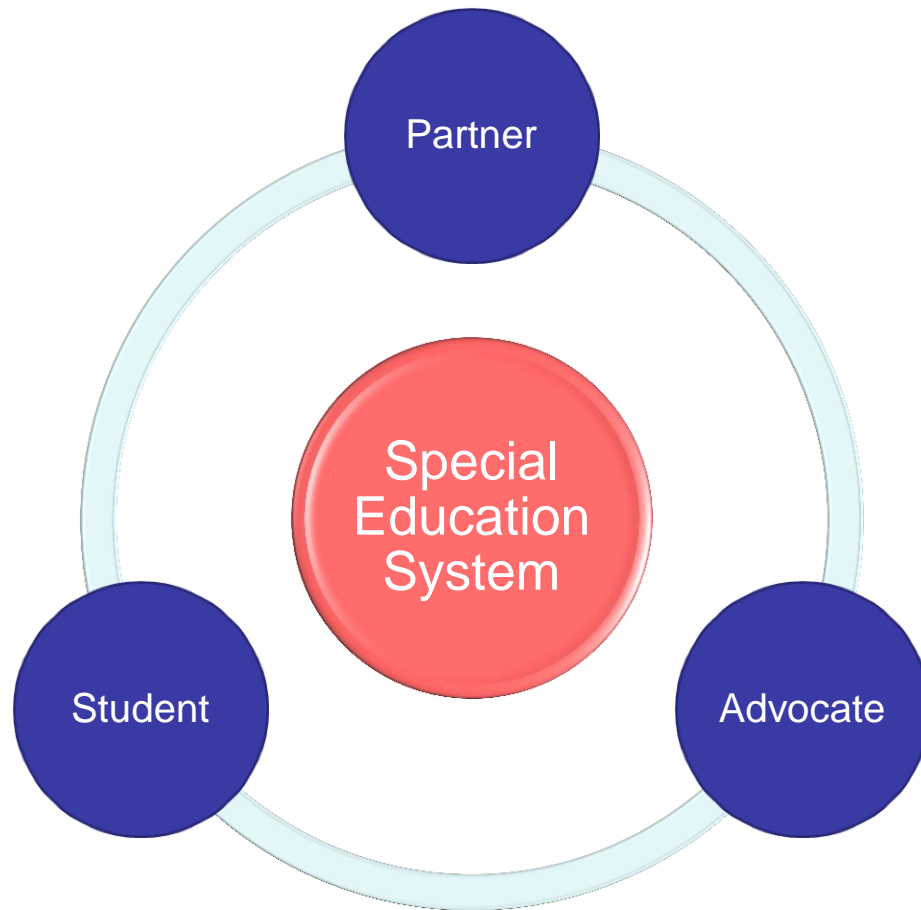 Partner
Special
Education
System
Student
Advocate